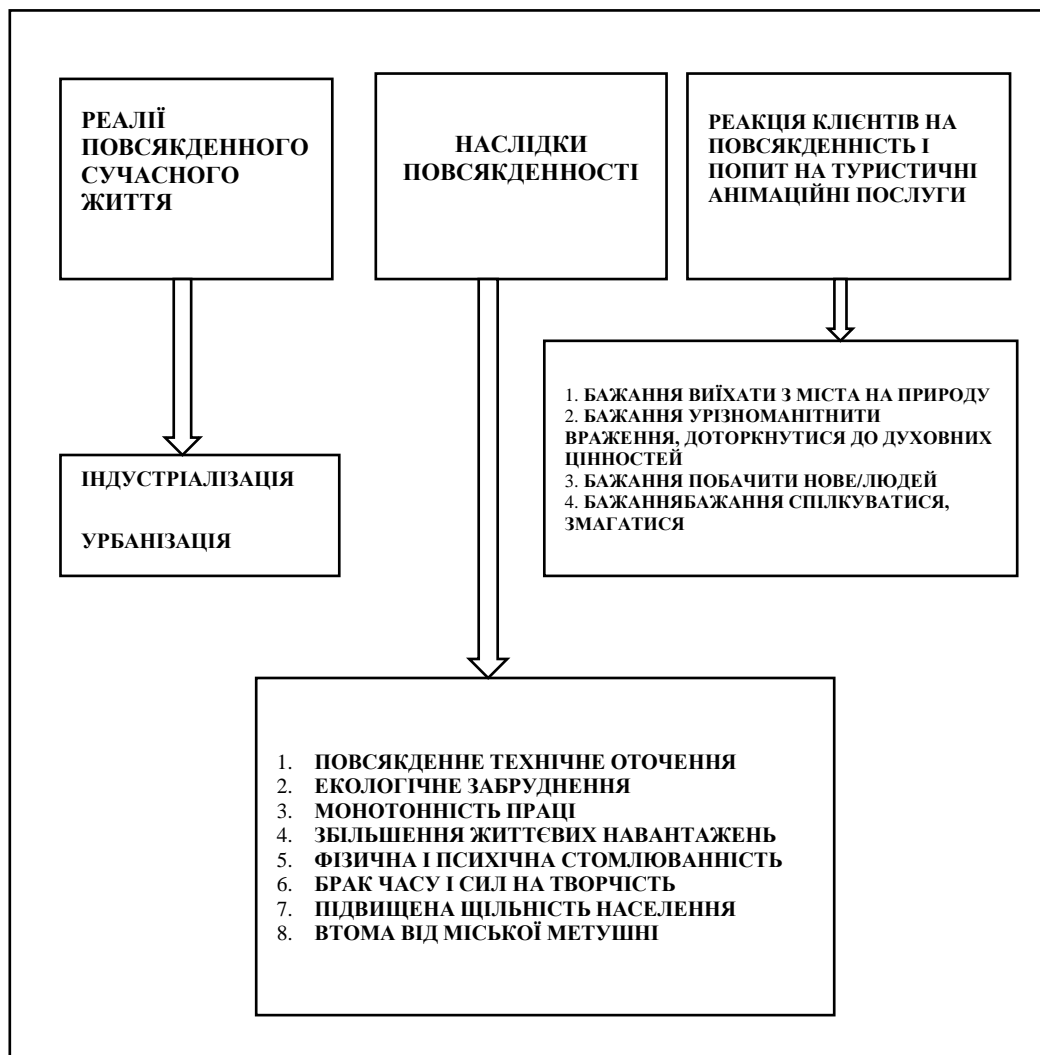 РЕАЛІЇ
ПОВСЯКДЕННОГО
СУЧАСНОГО
ЖИТТЯ
НАСЛІДКИ
ПОВСЯКДЕННОСТІ
РЕАКЦІЯ КЛІЄНТІВ НА
ПОВСЯКДЕННІСТЬ І
ПОПИТ НА ТУРИСТИЧНІ
АНІМАЦІЙНІ ПОСЛУГИ
ІНДУСТРІАЛІЗАЦІЯ
УРБАНІЗАЦІЯ
1. БАЖАННЯ ВИЇХАТИ З МІСТА НА ПРИРОДУ
2. БАЖАННЯ УРІЗНОМАНІТНИТИ
ВРАЖЕННЯ, ДОТОРКНУТИСЯ ДО ДУХОВНИХ
ЦІННОСТЕЙ
3. БАЖАННЯ ПОБАЧИТИ НОВЕ/ЛЮДЕЙ
4. БАЖАННЯБАЖАННЯ СПІЛКУВАТИСЯ,
ЗМАГАТИСЯ
1. ПОВСЯКДЕННЕ ТЕХНІЧНЕ ОТОЧЕННЯ
2. ЕКОЛОГІЧНЕ ЗАБРУДНЕННЯ
3. МОНОТОННІСТЬ ПРАЦІ
4. ЗБІЛЬШЕННЯ ЖИТТЄВИХ НАВАНТАЖЕНЬ
5. ФІЗИЧНА І ПСИХІЧНА СТОМЛЮВАННІСТЬ
6. БРАК ЧАСУ І СИЛ НА ТВОРЧІСТЬ
7. ПІДВИЩЕНА ЩІЛЬНІСТЬ НАСЕЛЕННЯ
8. ВТОМА ВІД МІСЬКОЇ МЕТУШНІ